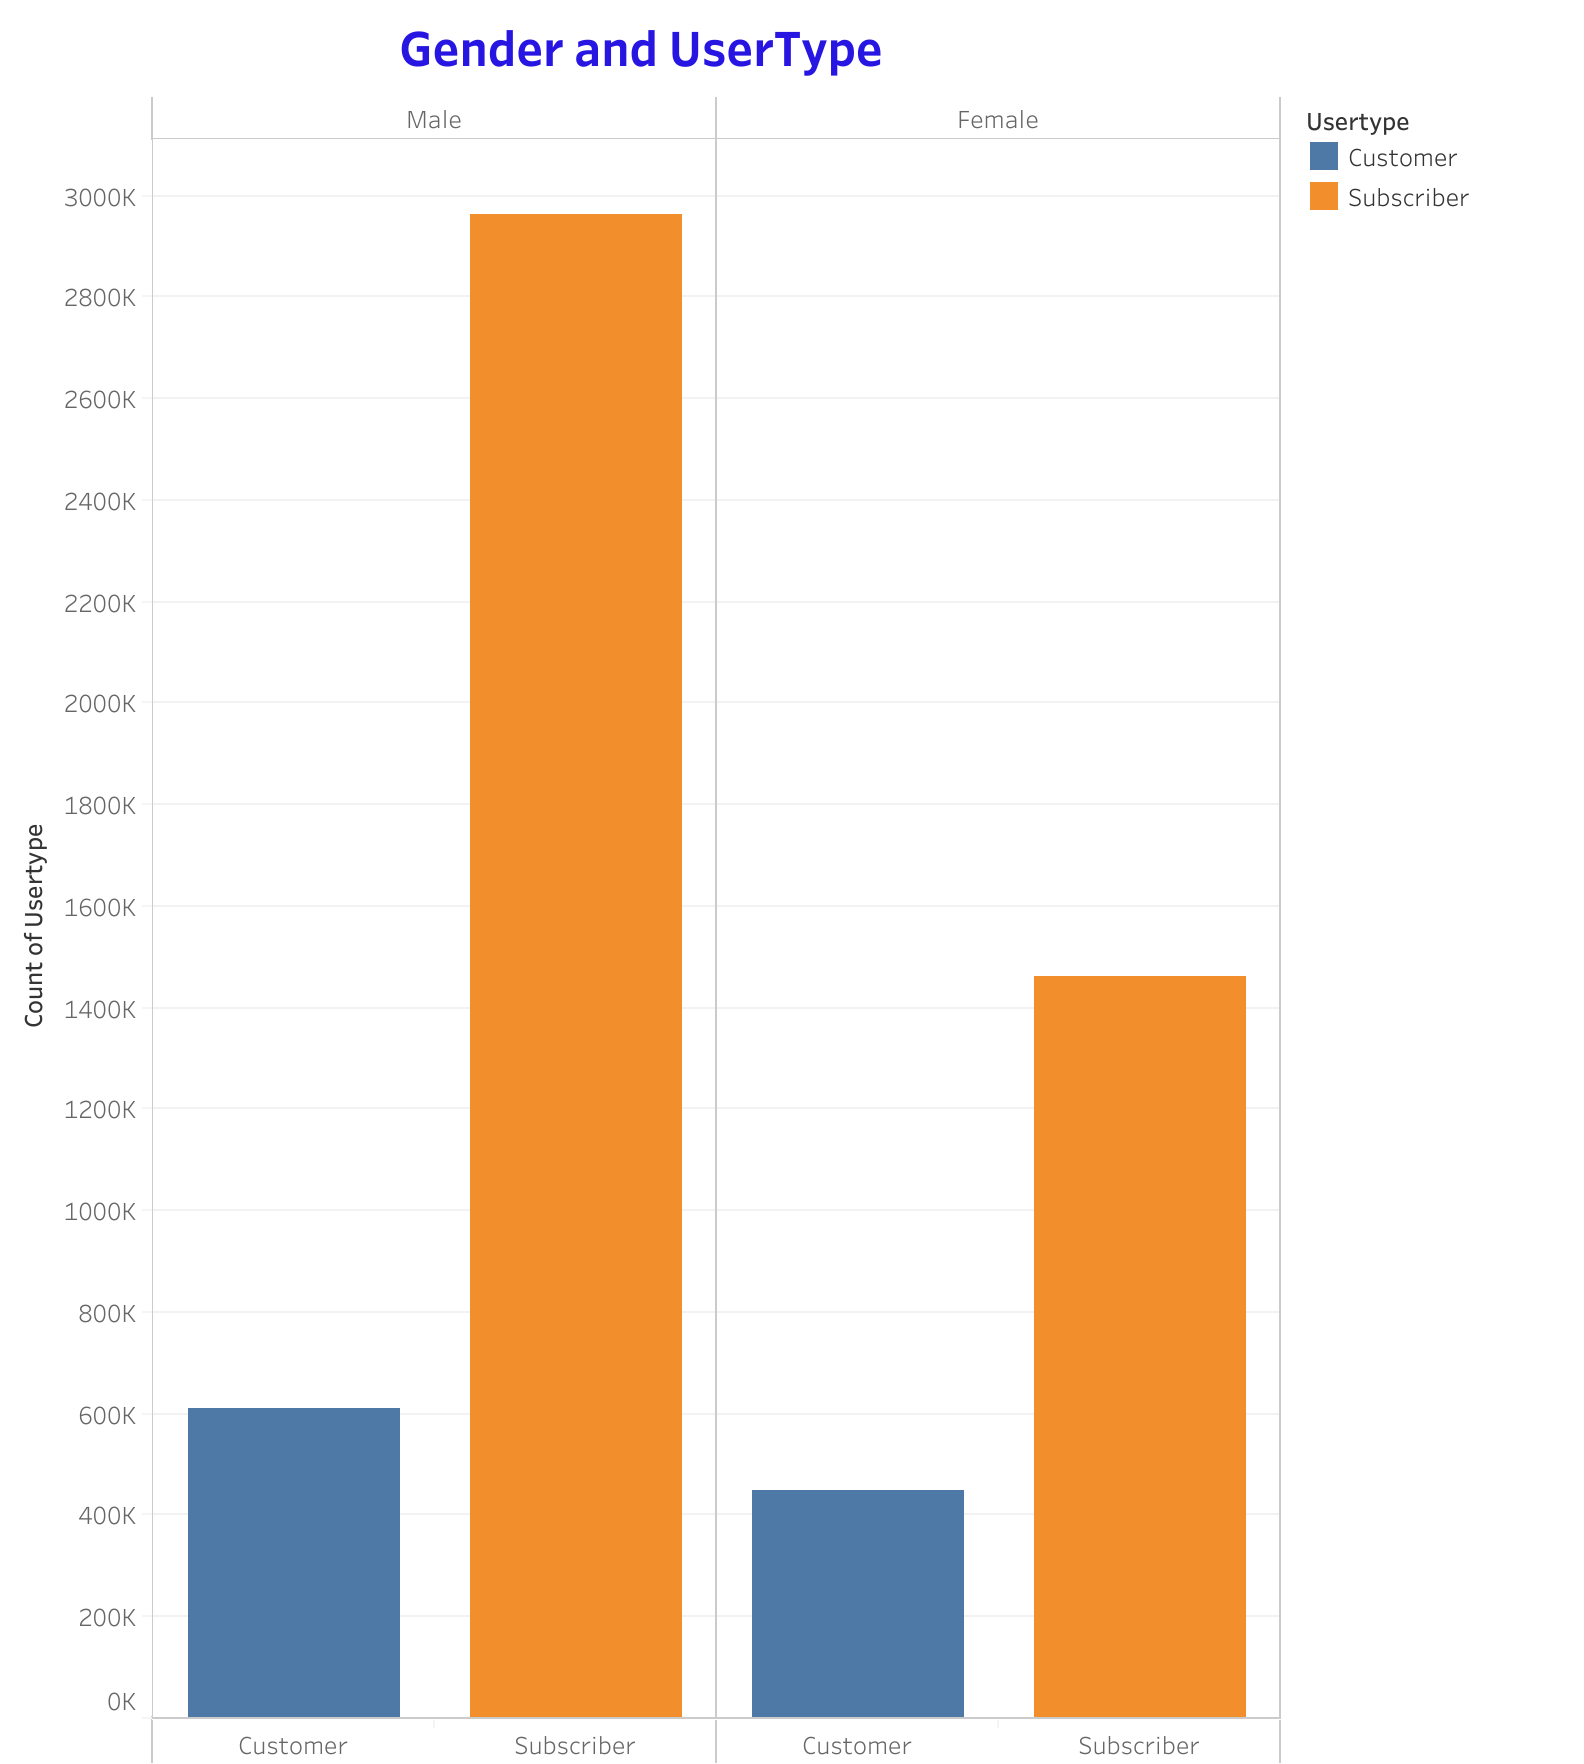 Gender and UserType
Male
Female
Usertype
Customer
Subscriber
3000K
2800K
2600K
2400K
2200K
2000K
1800K
1600K
1400K
1200K
1000K
800K
600K
400K
200K
0K
Count of Usertype
Customer
Subscriber
Customer
Subscriber